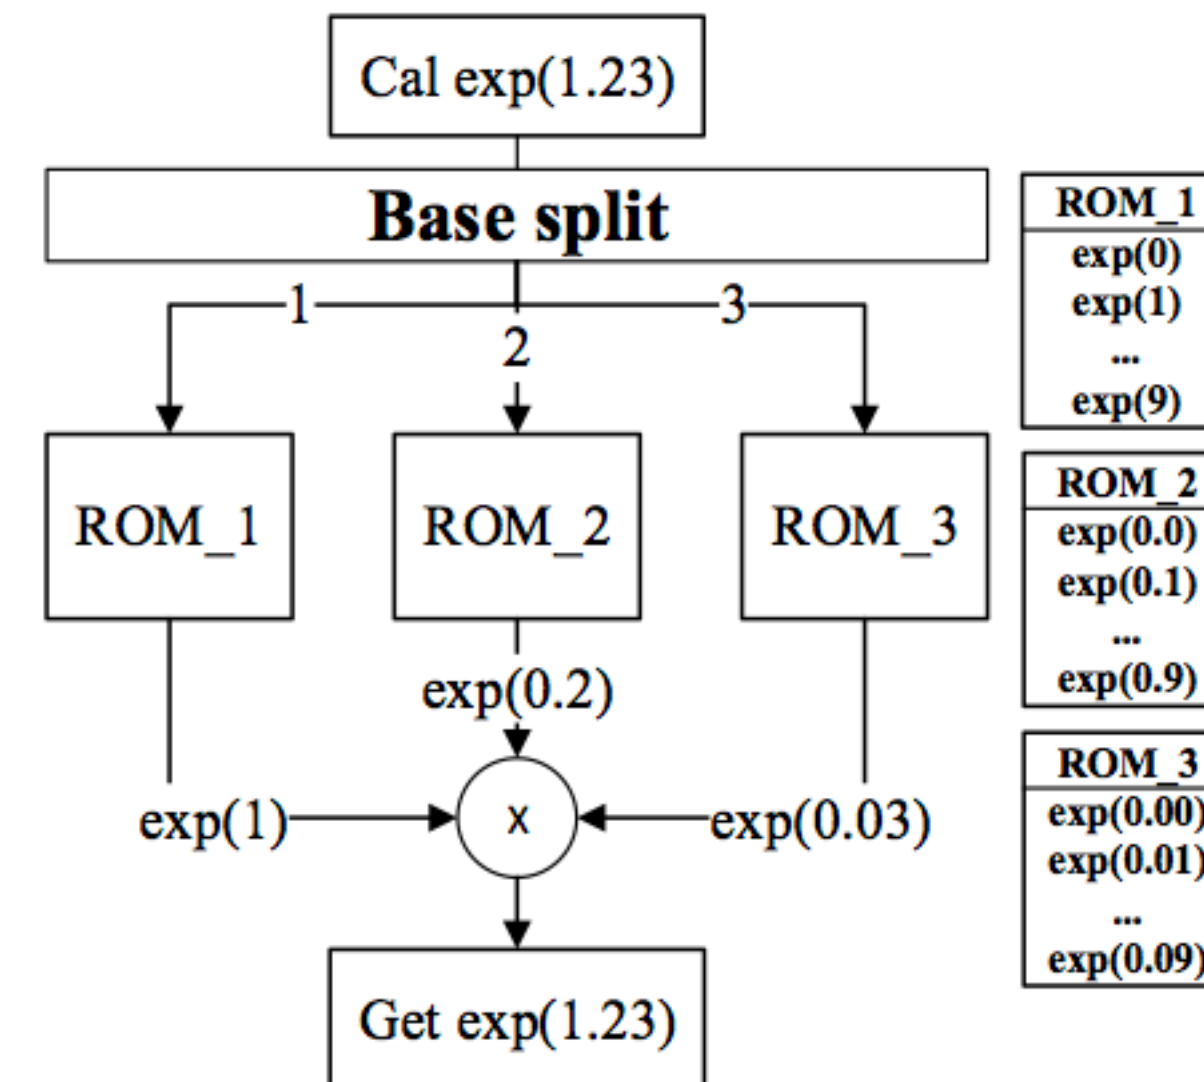 Cal exp(1.23)
Base split
1
2
3
ROM_1
ROM_2
ROM_3
exp(0.2)
exp(1)
x
exp(0.03)
Get exp(1.23)
ROM_1
exp(0)
exp(1)
...
exp(9)
ROM_2
exp(0.0)
exp(0.1)
...
exp(0.9)
ROM_3
exp(0.00)
exp(0.01)
...
exp(0.09)